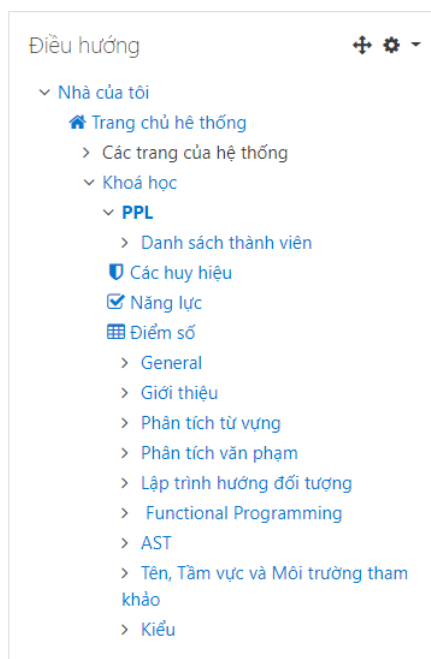 Điều hướng
Nhà của tôi
Trang chủ hê thống
Các trang của hệ thống
Khoá học
PPL
Danh sách thành viên
Các huy hiệu
Năng lực
Điểm số
General
Giới thiệu
Phân tích từ vựng
Phân tích văn phạm
Lập trình hướng đối tượng
Functional Programming
AST
Tên, Tầm vực và Môi trường tham
khảo
Kiểu